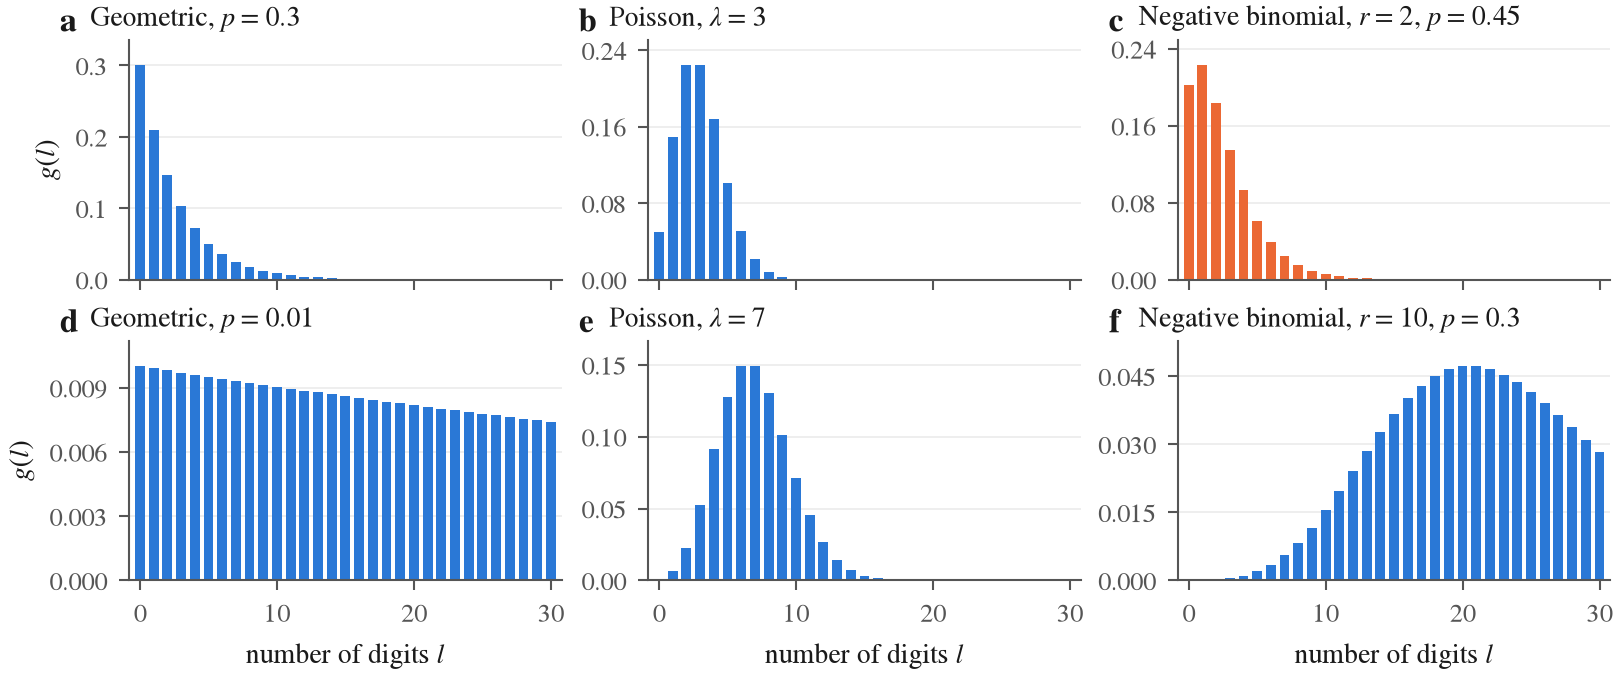 a Geometric, p = 0.3
g(l)
0.3
0.2
0.1
0.0
b Poisson, λ = 3
0.24
0.16
0.08
0.00
c Negative binomial, r = 2, p = 0.45
0.24
0.16
0.08
0.00
d Geometric, p = 0.01
g(l)
0.009
0.006
0.003
0.000
0 10 20 30
number of digits l
e Poisson, λ = 7
0.15
0.10
0.05
0.00
0 10 20 30
number of digits l
f Negative binomial, r = 10, p = 0.3
0.045
0.030
0.015
0.000
0 10 20 30
number of digits l